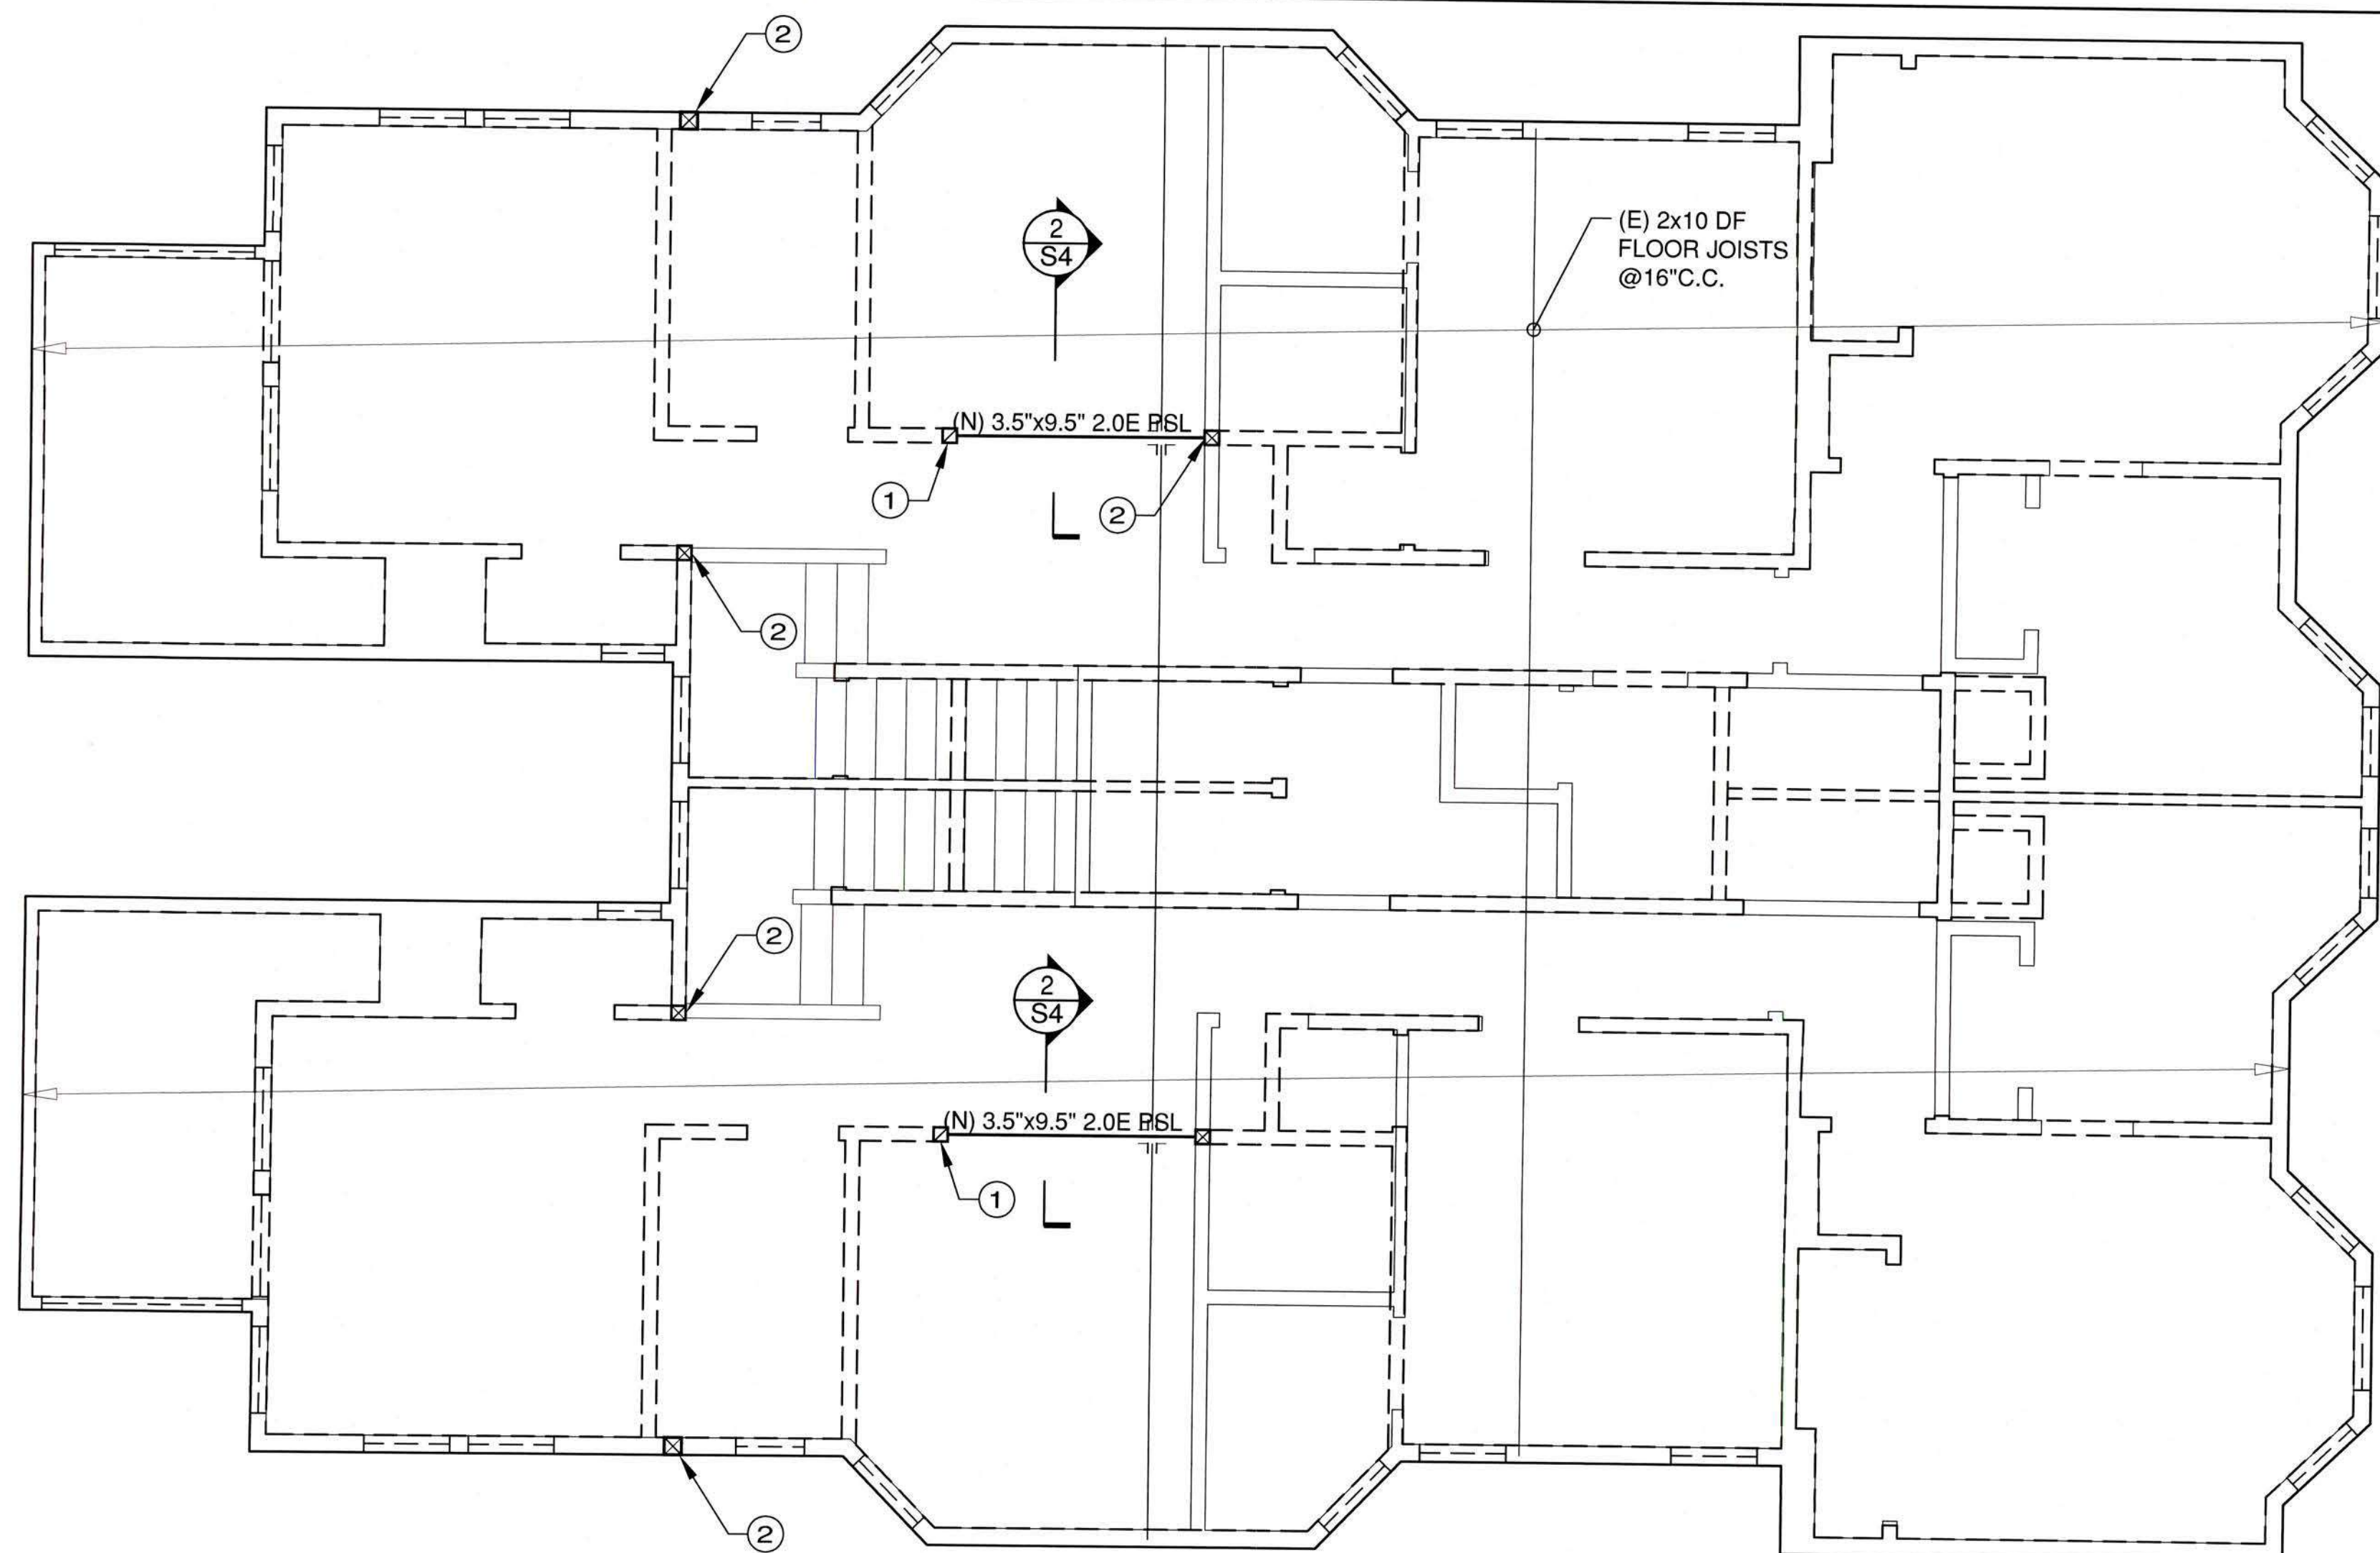 2
2
S4
(E) 2x10 DF
FLOOR JOISTS
@16"C.C.
(N) 3.5"x9.5" 2.0E PSL
1
2
2
2
2
S4
(N) 3.5"x9.5" 2.0E PSL
1
2